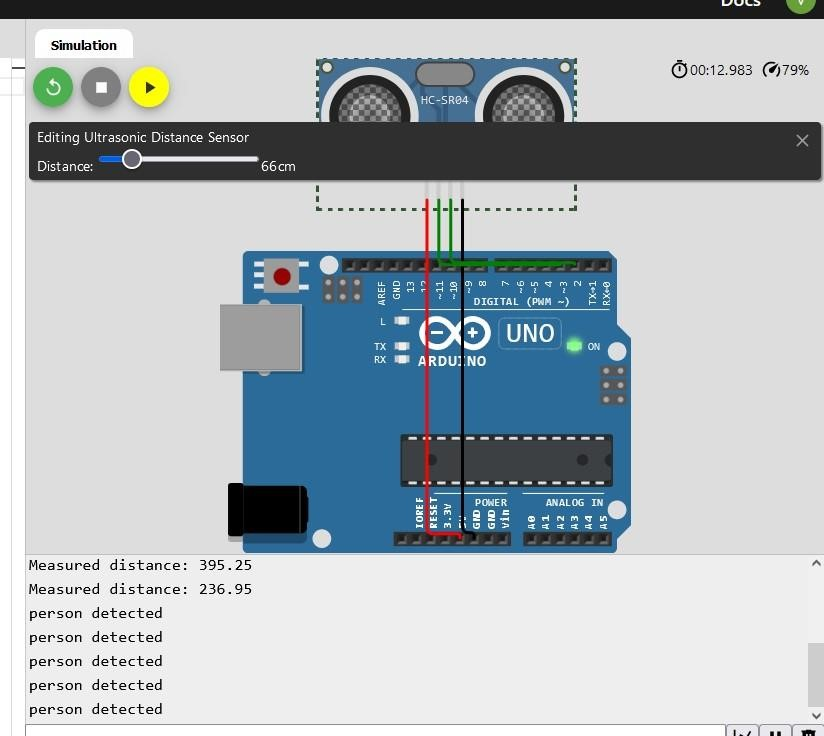 Docs
V
Simulation
00:12.983
79%
HC-SR04
Editing Ultrasonic Distance Sensor
Distance: 66cm
AREF
GND
13
12
~11
~10
~9
8
7
~6
~5
4
~3
2
TX→1
RX←0
DIGITAL (PWM ~)
L
TX
RX
UNO
ON
ARDUINO
IOREF
RESET
3.3V
5V
GND
GND
Vin
POWER
ANALOG IN
A0
A1
A2
A3
A4
A5
Measured distance: 395.25
Measured distance: 236.95
person detected
person detected
person detected
person detected
person detected